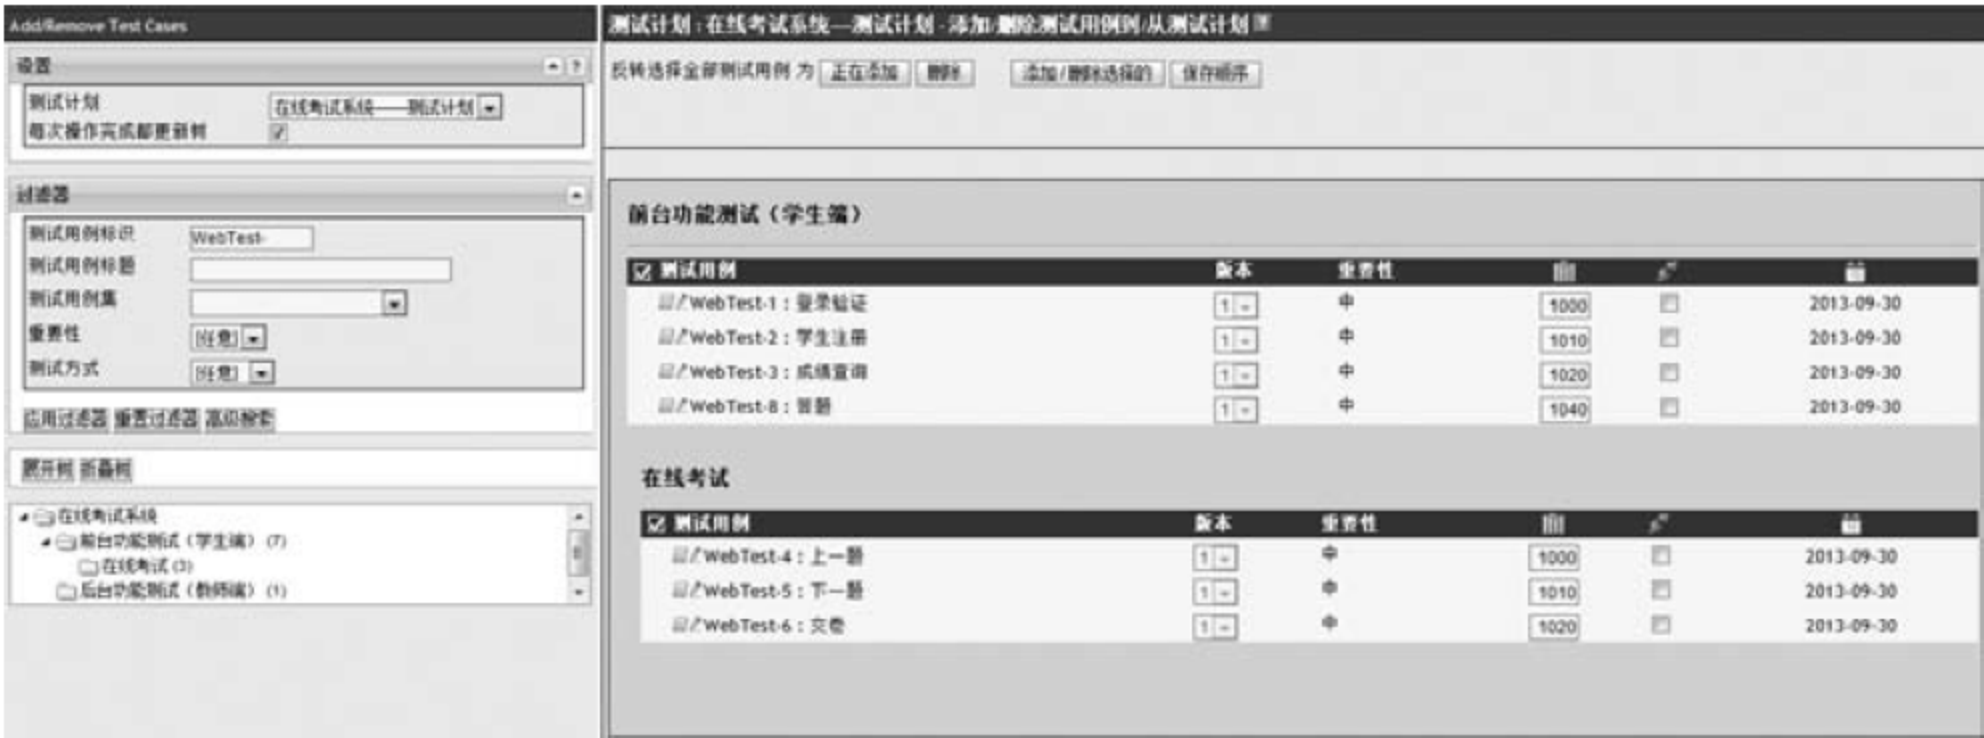 Add/Remove Test Cases
设置
测试计划 在线考试系统——测试计划
每次操作完成都更新树
过滤器
测试用例标识 WebTest-
测试用例标题
测试用例集
重要性 [任意]
测试方式 [任意]
应用过滤器 重置过滤器 高级搜索
展开树 折叠树
在线考试系统
前台功能测试（学生端） (7)
在线考试 (3)
后台功能测试（教师端） (1)
测试计划 : 在线考试系统—测试计划 - 添加/删除测试用例到/从测试计划
反转选择全部测试用例 为 正在添加 删除 添加/删除选择的 保存顺序
前台功能测试（学生端）
测试用例 版本 重要性
WebTest-1 : 登录验证 1 中 1000 2013-09-30
WebTest-2 : 学生注册 1 中 1010 2013-09-30
WebTest-3 : 成绩查询 1 中 1020 2013-09-30
WebTest-8 : 答题 1 中 1040 2013-09-30
在线考试
测试用例 版本 重要性
WebTest-4 : 上一题 1 中 1000 2013-09-30
WebTest-5 : 下一题 1 中 1010 2013-09-30
WebTest-6 : 交卷 1 中 1020 2013-09-30